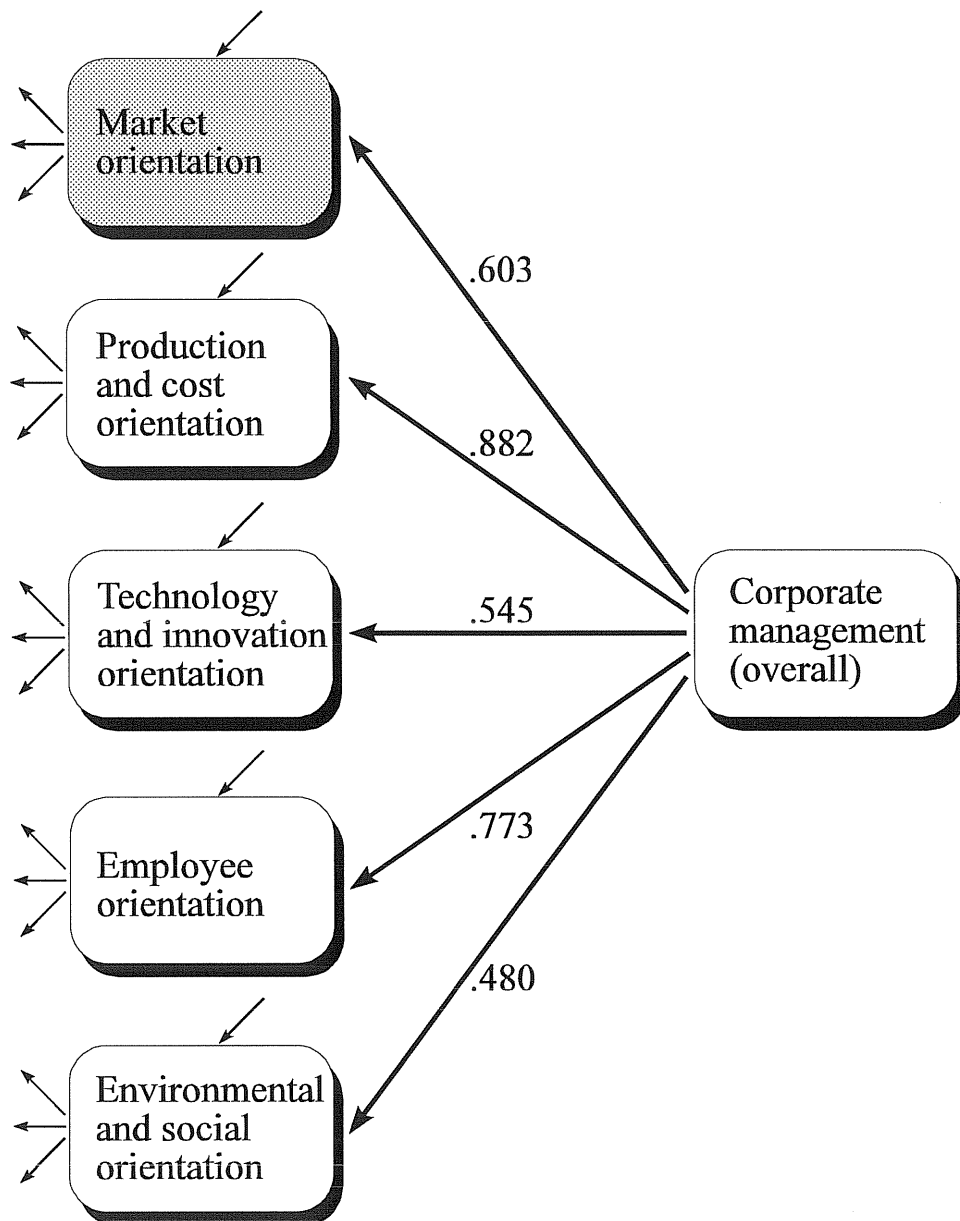 Market
orientation
.603
Production
and cost
orientation
.882
Technology
and innovation
orientation
.545
Corporate
management
(overall)
Employee
orientation
.773
.480
Environmental
and social
orientation